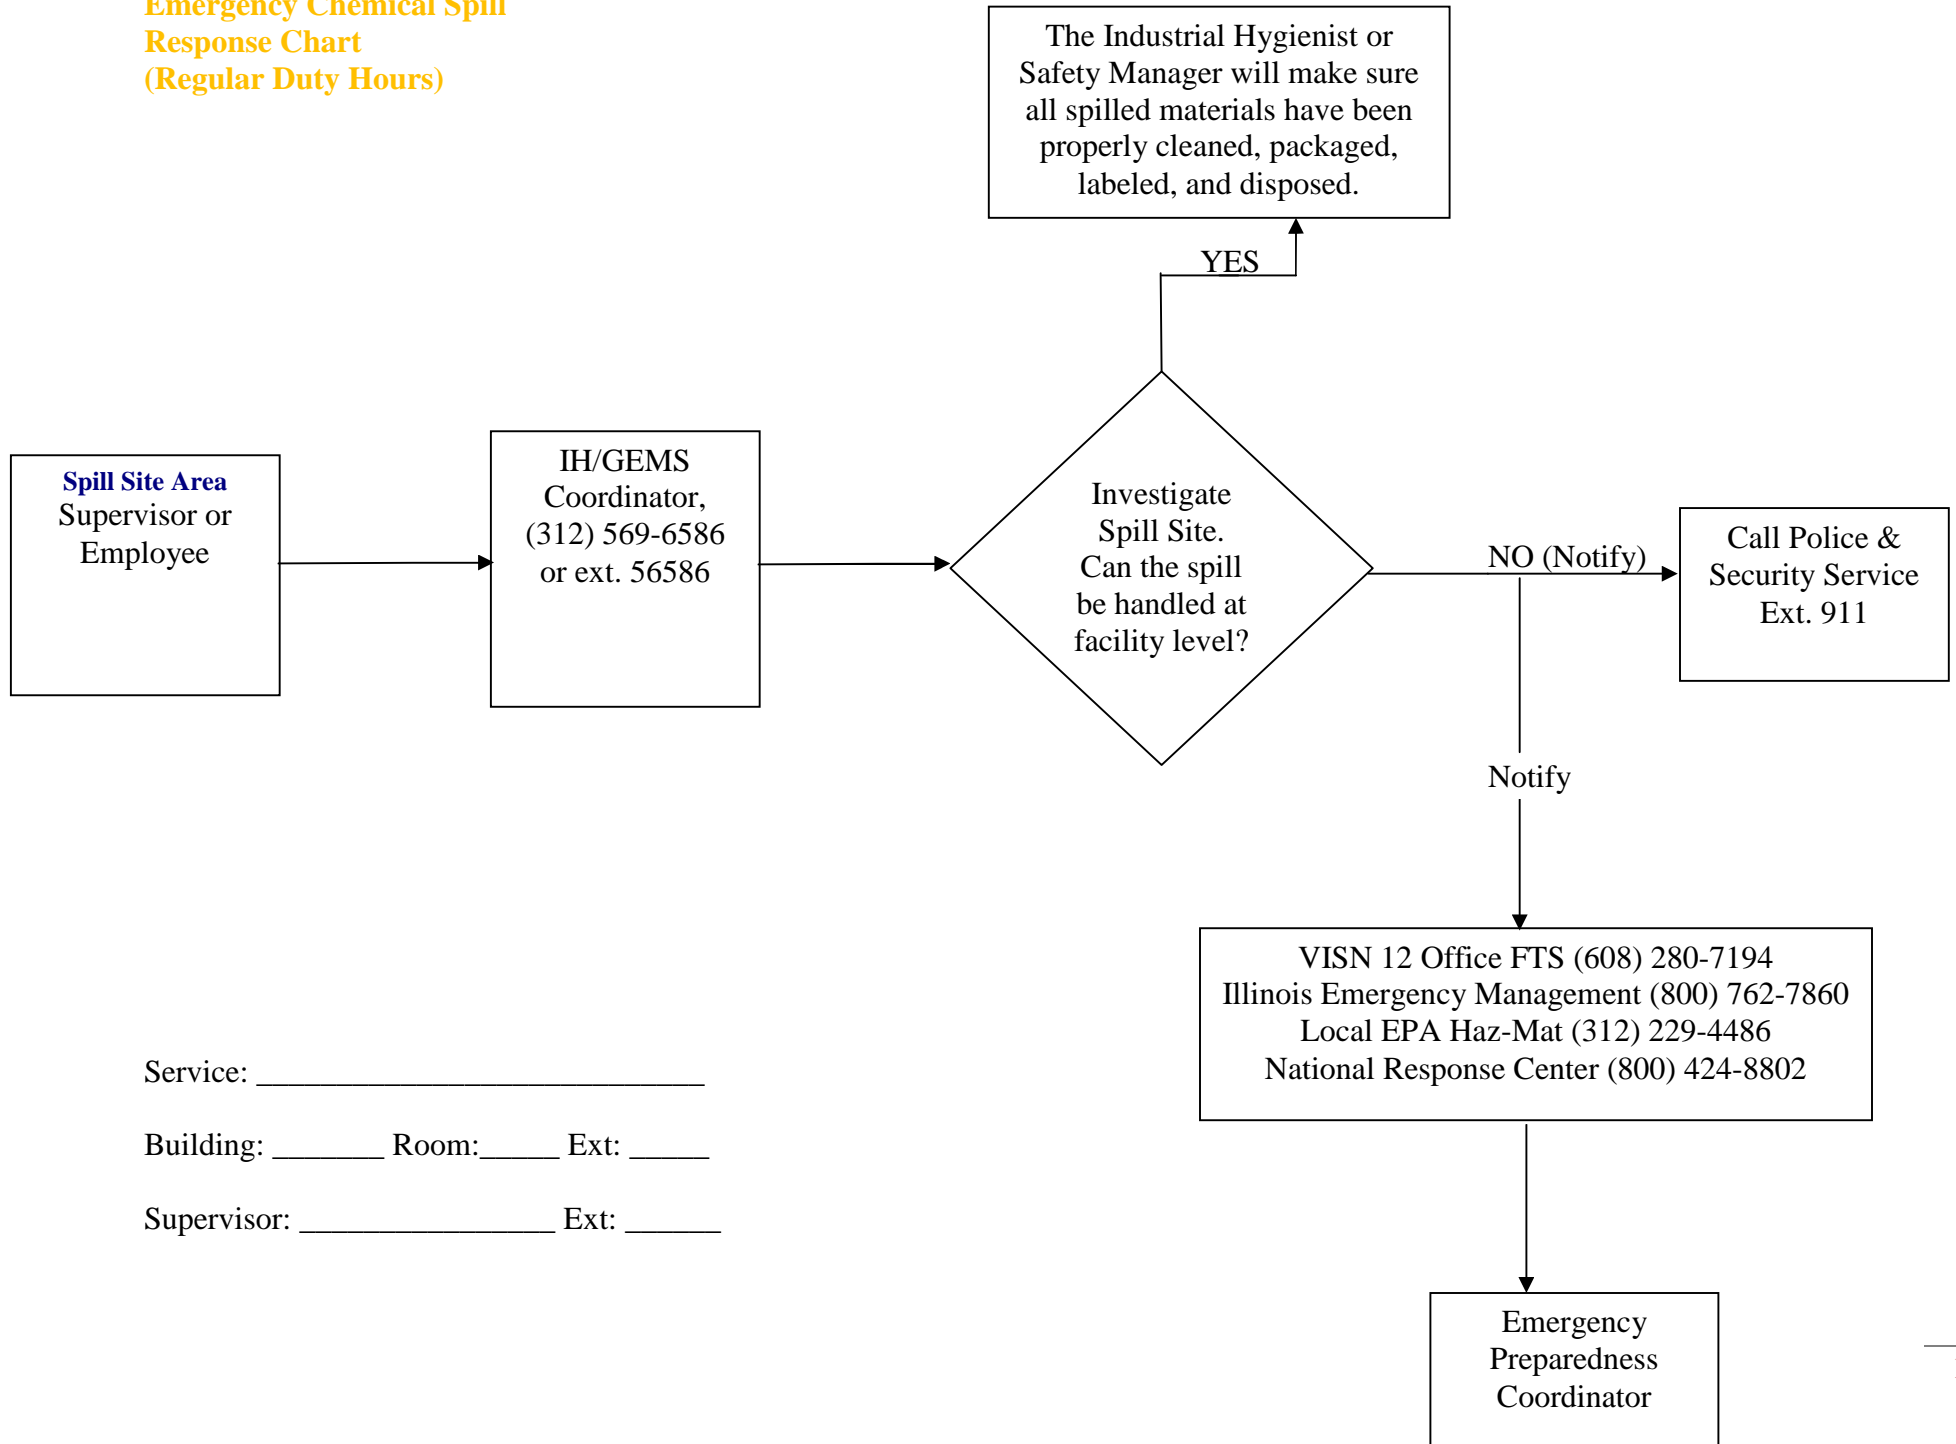 Emergency Chemical Spill
Response Chart
(Regular Duty Hours)
The Industrial Hygienist or
Safety Manager will make sure
all spilled materials have been
properly cleaned, packaged,
labeled, and disposed.
YES
Spill Site Area
Supervisor or
Employee
IH/GEMS
Coordinator,
(312) 569-6586
or ext. 56586
Investigate
Spill Site.
Can the spill
be handled at
facility level?
NO (Notify)
Call Police &
Security Service
Ext. 911
Notify
VISN 12 Office FTS (608) 280-7194
Illinois Emergency Management (800) 762-7860
Local EPA Haz-Mat (312) 229-4486
National Response Center (800) 424-8802
Service: ____________________________
Building: _______ Room:_____ Ext: _____
Supervisor: ________________ Ext: ______
Emergency
Preparedness
Coordinator